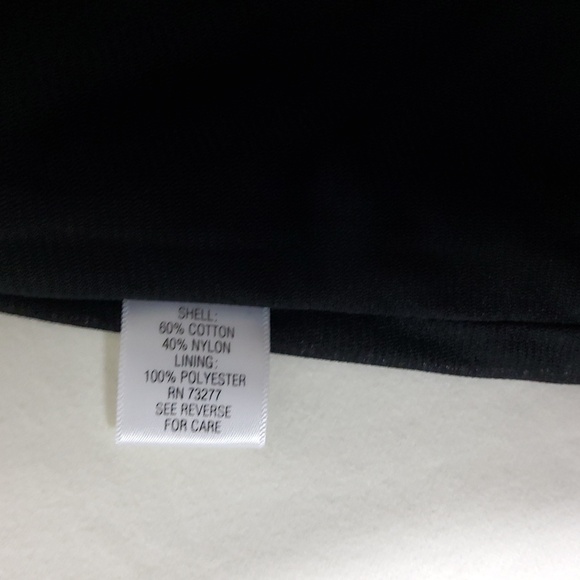 SHELL:
60% COTTON
40% NYLON
LINING:
100% POLYESTER
RN 73277
SEE REVERSE
FOR CARE